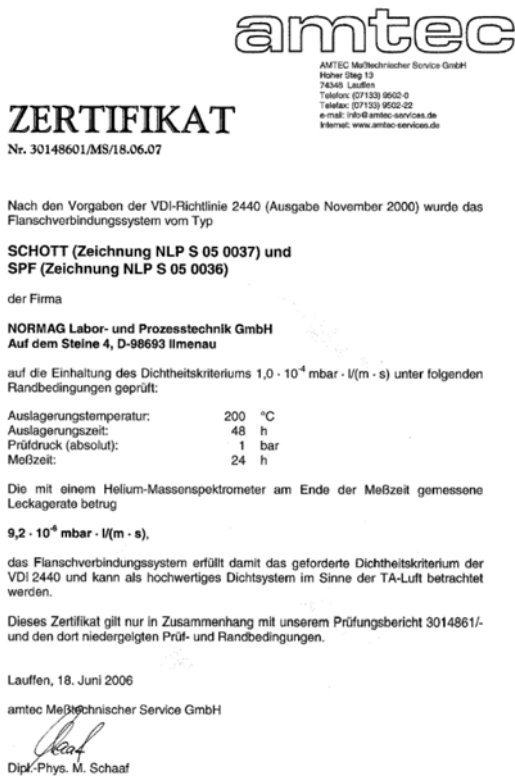 amtec
AMTEC Meßtechnischer Service GmbH
Hoher Steg 13
74348 Lauffen
Telefon: (07133) 9502-0
Telefax: (07133) 9502-22
e-mail: info@amtec-services.de
Internet: www.amtec-services.de
ZERTIFIKAT
Nr. 30148601/MS/18.06.07
Nach den Vorgaben der VDI-Richtlinie 2440 (Ausgabe November 2000) wurde das
Flanschverbindungssystem vom Typ
SCHOTT (Zeichnung NLP S 05 0037) und
SPF (Zeichnung NLP S 05 0036)
der Firma
NORMAG Labor- und Prozesstechnik GmbH
Auf dem Steine 4, D-98693 Ilmenau
auf die Einhaltung des Dichtheitskriteriums 1,0 · 10⁻⁴ mbar · l/(m · s) unter folgenden
Randbedingungen geprüft:
Auslagerungstemperatur: 200 °C
Auslagerungszeit: 48 h
Prüfdruck (absolut): 1 bar
Meßzeit: 24 h
Die mit einem Helium-Massenspektrometer am Ende der Meßzeit gemessene
Leckagerate betrug
9,2 · 10⁻⁶ mbar · l/(m · s),
das Flanschverbindungssystem erfüllt damit das geforderte Dichtheitskriterium der
VDI 2440 und kann als hochwertiges Dichtsystem im Sinne der TA-Luft betrachtet
werden.
Dieses Zertifikat gilt nur in Zusammenhang mit unserem Prüfungsbericht 3014861/-
und den dort niedergelgten Prüf- und Randbedingungen.
Lauffen, 18. Juni 2006
amtec Meßtechnischer Service GmbH
Dipl.-Phys. M. Schaaf